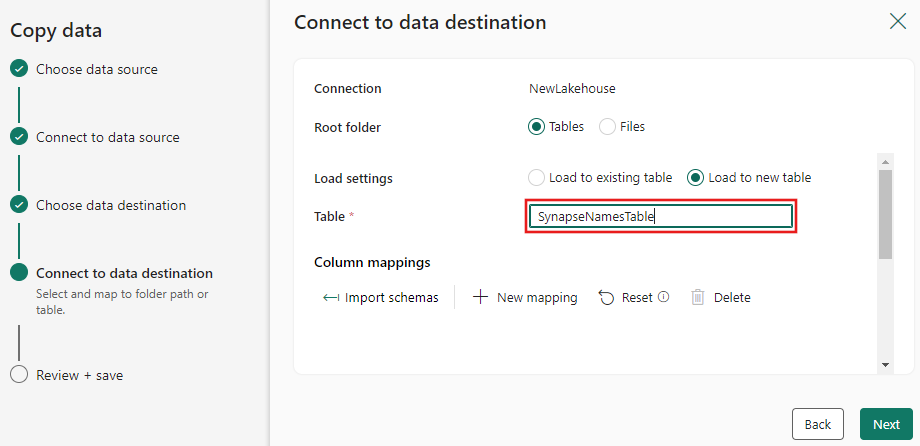 Copy data
Choose data source
Connect to data source
Choose data destination
Connect to data destination
Select and map to folder path or
table.
Review + save
Connect to data destination
Connection NewLakehouse
Root folder Tables Files
Load settings Load to existing table Load to new table
Table * SynapseNamesTable
Column mappings
Import schemas New mapping Reset Delete
Back Next